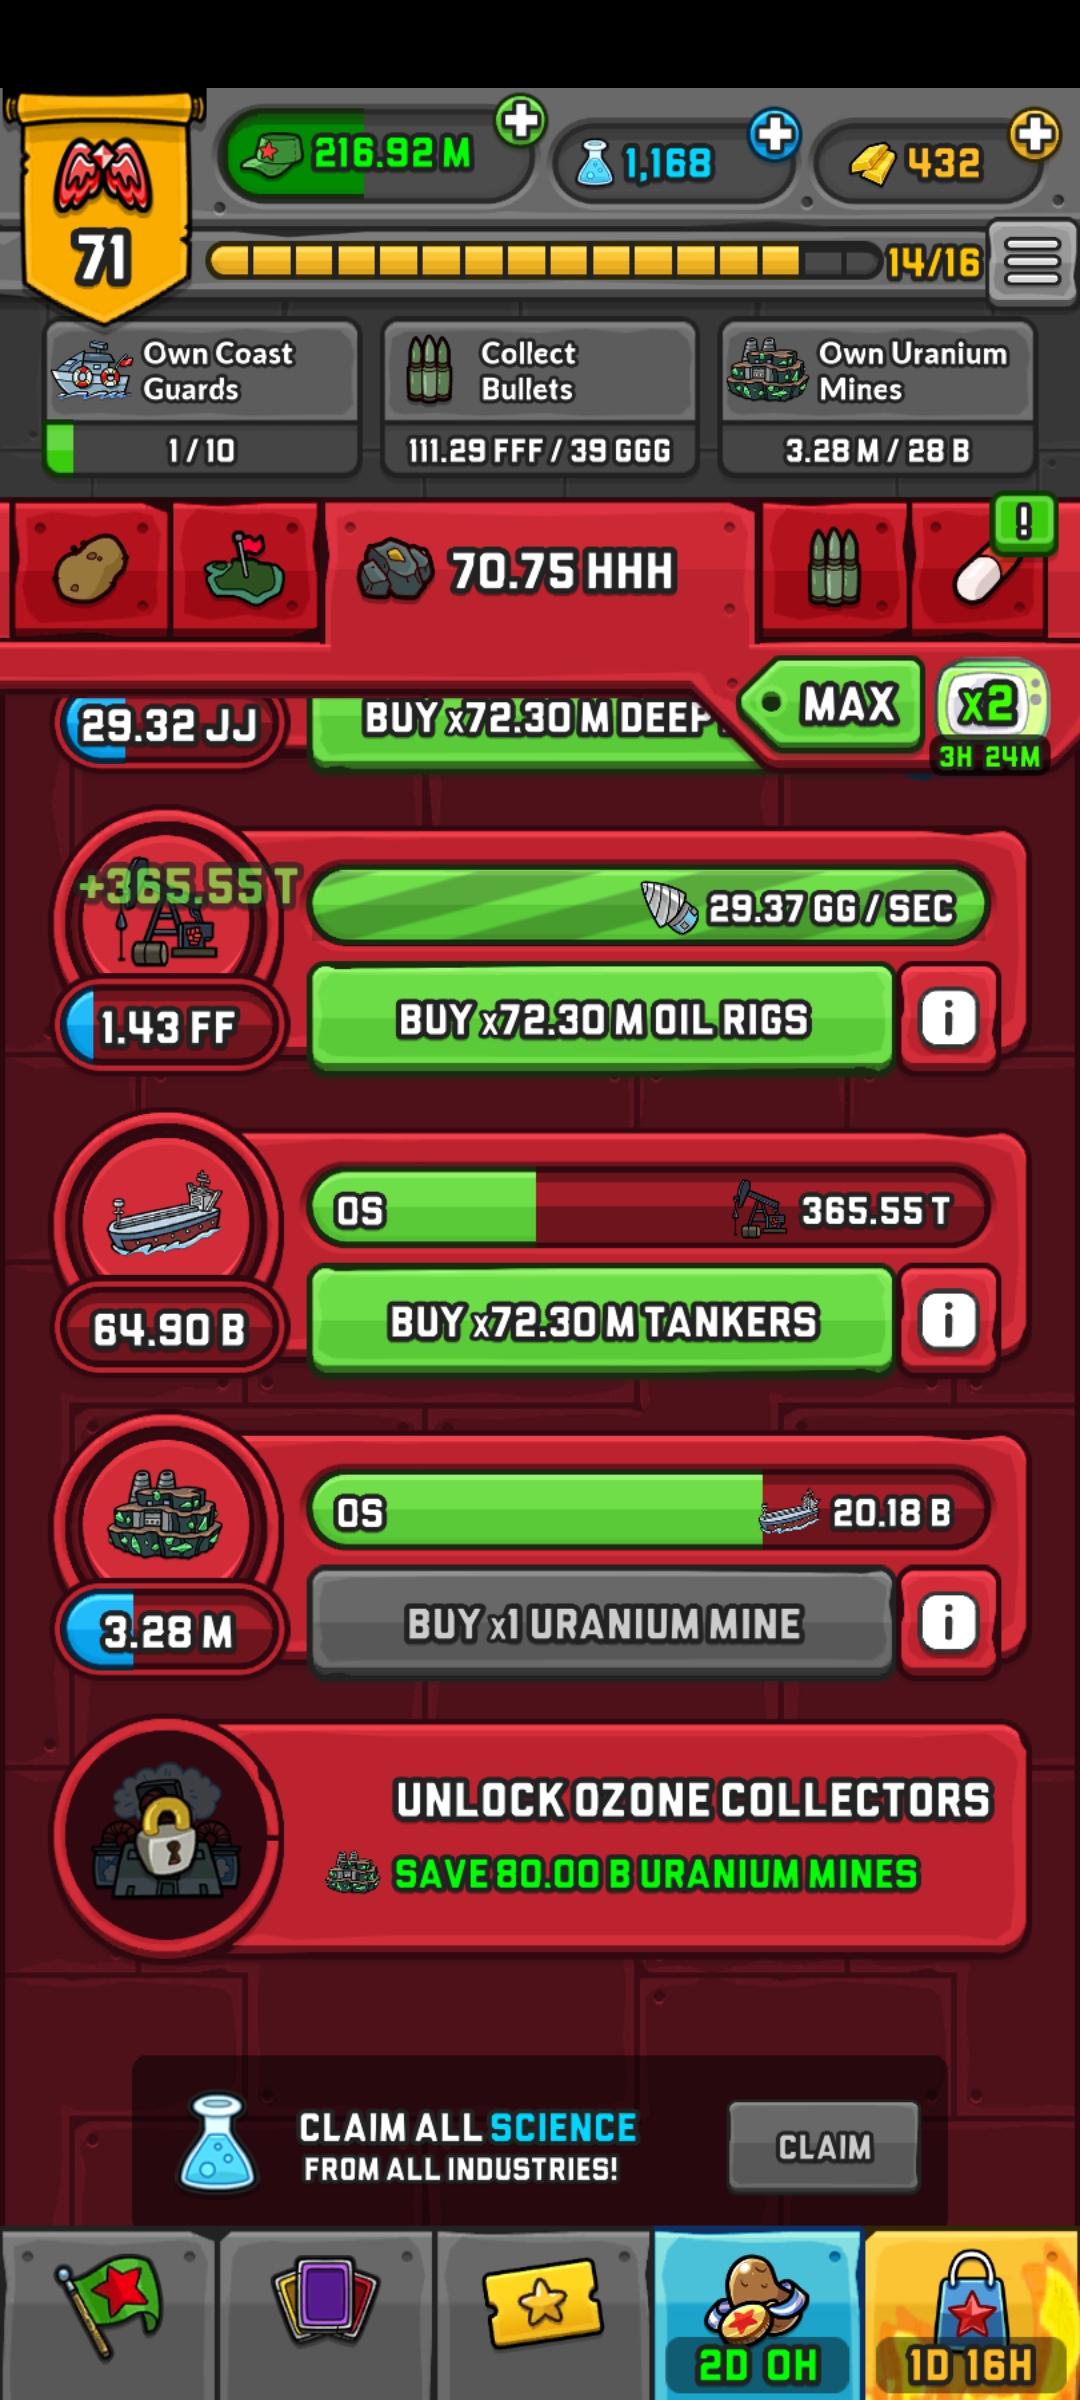 216.92 M
1,168
432
71
14/16
Own Coast
Guards
1 / 10
Collect
Bullets
111.29 FFF / 39 GGG
Own Uranium
Mines
3.28 M / 28 B
70.75 HHH
!
MAX
x2
3H 24M
29.32 JJ
BUY x72.30 M DEEP
+365.55 T
29.37 GG / SEC
1.43 FF
BUY x72.30 M OIL RIGS
i
0S
365.55 T
64.90 B
BUY x72.30 M TANKERS
i
0S
20.18 B
3.28 M
BUY x1 URANIUM MINE
i
UNLOCK OZONE COLLECTORS
SAVE 80.00 B URANIUM MINES
CLAIM ALL SCIENCE
FROM ALL INDUSTRIES!
CLAIM
2D 0H
1D 16H